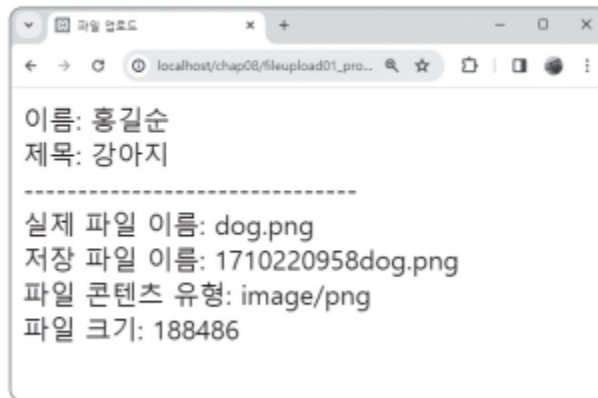 파일 업로드
localhost/chap08/fileupload01_pro...
이름: 홍길순
제목: 강아지
-------------------------------
실제 파일 이름: dog.png
저장 파일 이름: 1710220958dog.png
파일 콘텐츠 유형: image/png
파일 크기: 188486